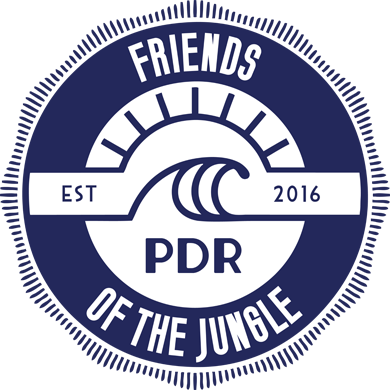 FRIENDS
EST 2016
PDR
OF THE JUNGLE